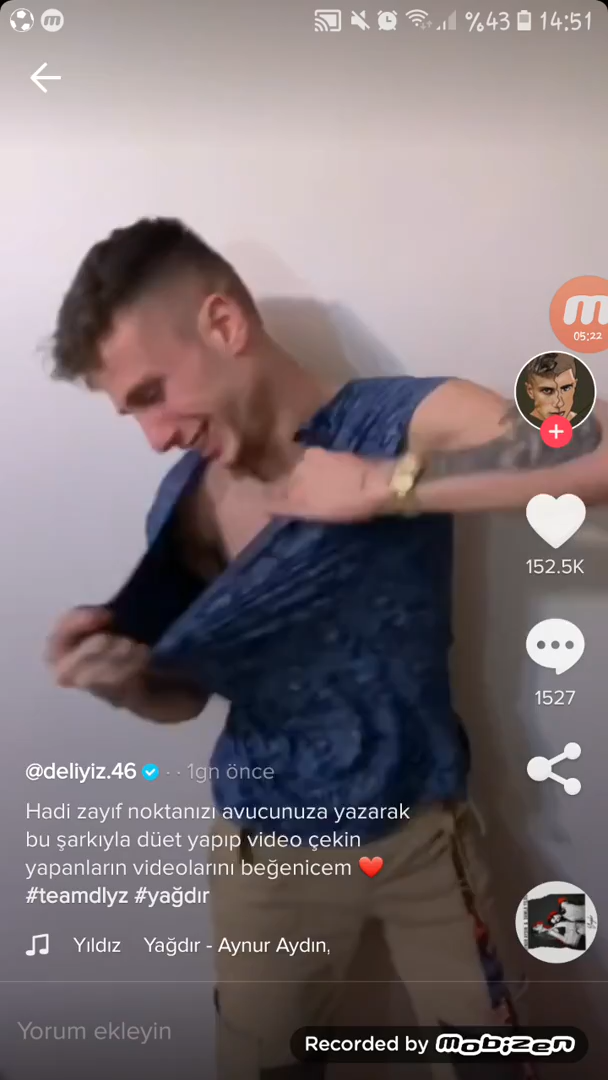 %43 14:51
05:22
152.5K
1527
@deliyiz.46 · 1gn önce
Hadi zayıf noktanızı avucunuza yazarak
bu şarkıyla düet yapıp video çekin
yapanların videolarını beğenicem ❤️
#teamdlyz #yağdır
Yıldız Yağdır - Aynur Aydın,
Yorum ekleyin
Recorded by mobizen